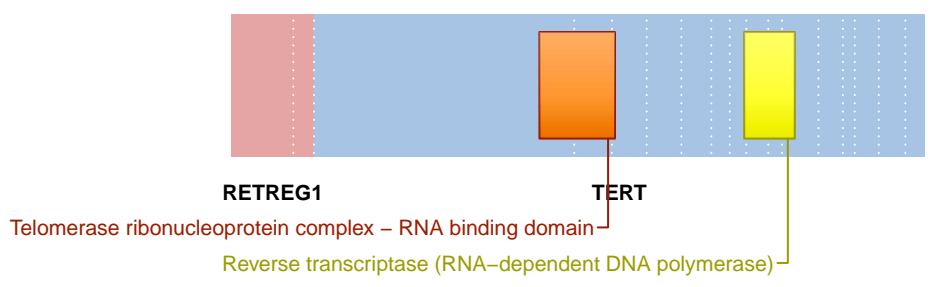 RETREG1 TERT
Telomerase ribonucleoprotein complex − RNA binding domain
Reverse transcriptase (RNA−dependent DNA polymerase)